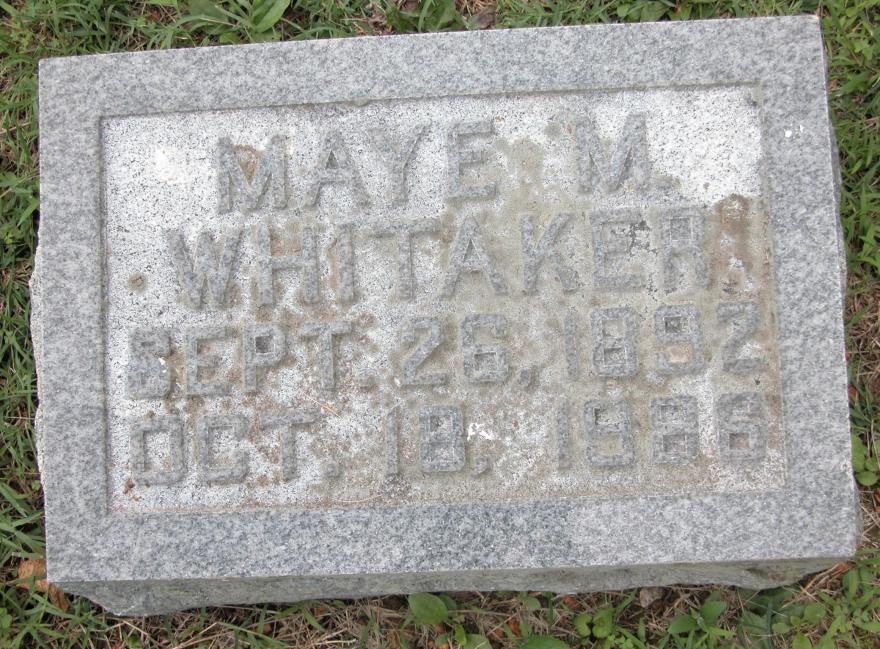 MAYE M.
WHITAKER
SEPT. 26, 1892
OCT. 18, 1986